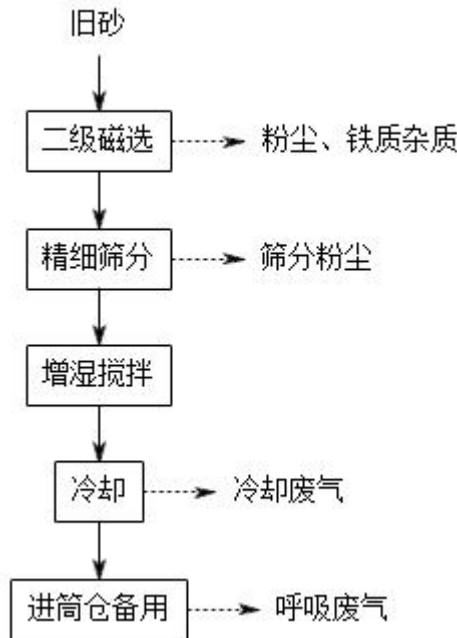 旧砂
二级磁选
粉尘、铁质杂质
精细筛分
筛分粉尘
增湿搅拌
冷却
冷却废气
进筒仓备用
呼吸废气